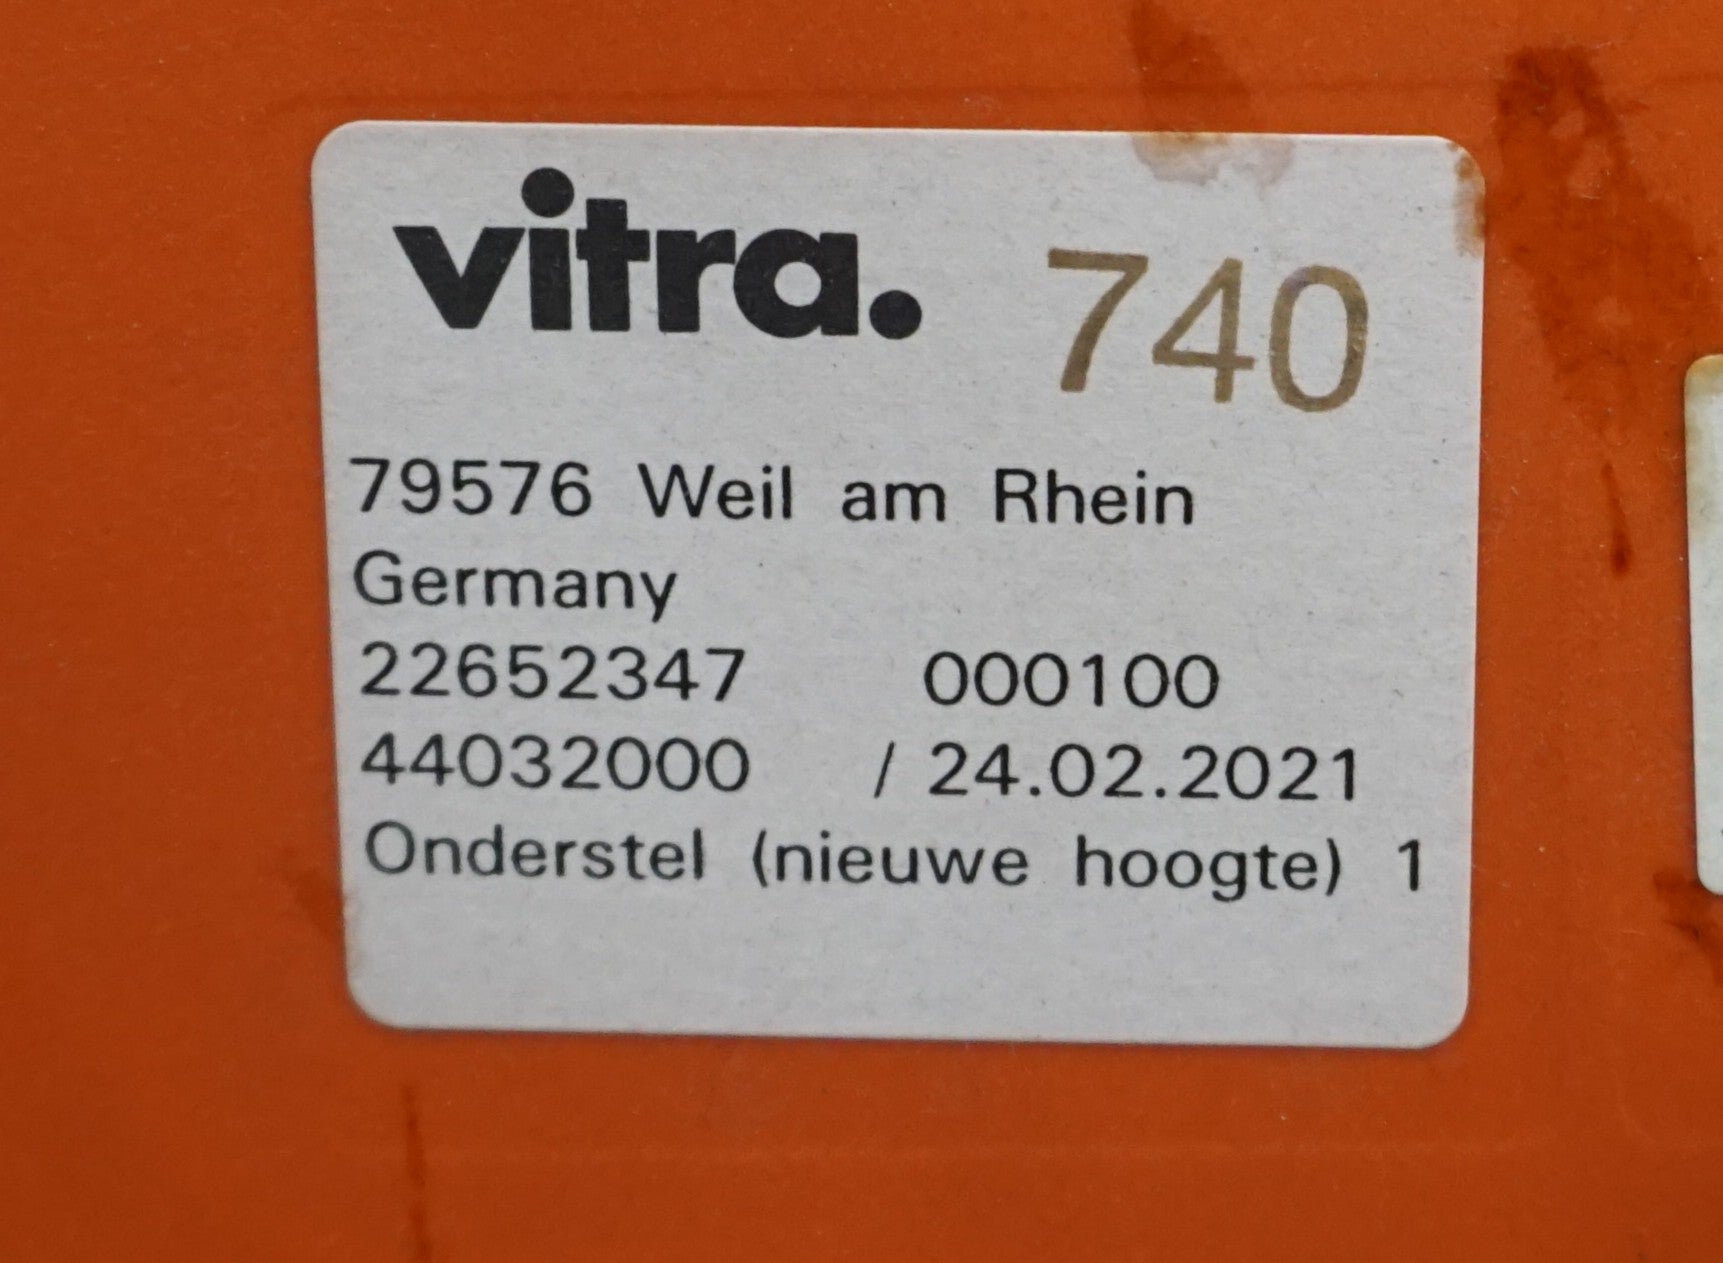 vitra. 740
79576 Weil am Rhein
Germany
22652347 000100
44032000 / 24.02.2021
Onderstel (nieuwe hoogte) 1